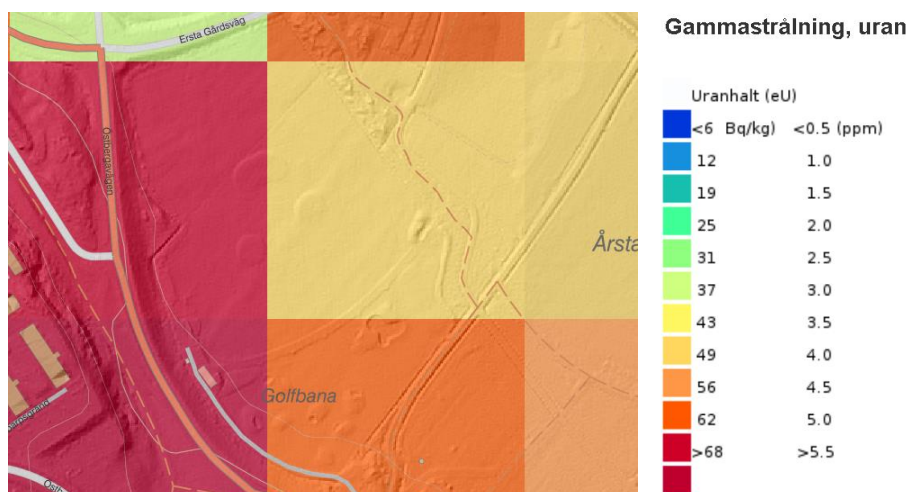 Gammastrålning, uran
Ersta Gårdsväg
Årsta
Golfbana
Uranhalt (eU)
<6 Bq/kg) <0.5 (ppm)
12 1.0
19 1.5
25 2.0
31 2.5
37 3.0
43 3.5
49 4.0
56 4.5
62 5.0
>68 >5.5